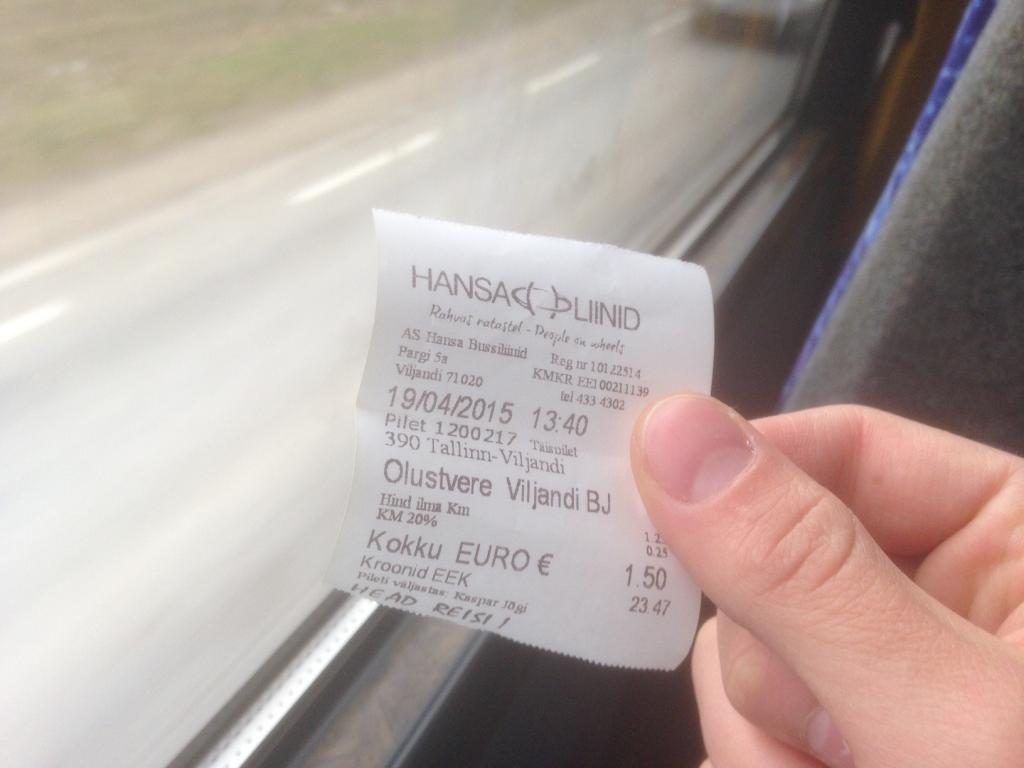 HANSA LIINID
Rahvas ratastel - People on wheels
AS Hansa Bussiliinid Reg nr 10122514
Pargi 5a KMKR EE100211139
Viljandi 71020 tel 433 4302
19/04/2015 13:40
Pilet 1200217 Täispilet
390 Tallinn-Viljandi
Olustvere Viljandi BJ
Hind ilma Km 1.2
KM 20% 0.25
Kokku EURO € 1.50
Kroonid EEK 23.47
Pileti väljastas: Kaspar Jõgi
HEAD REISI!